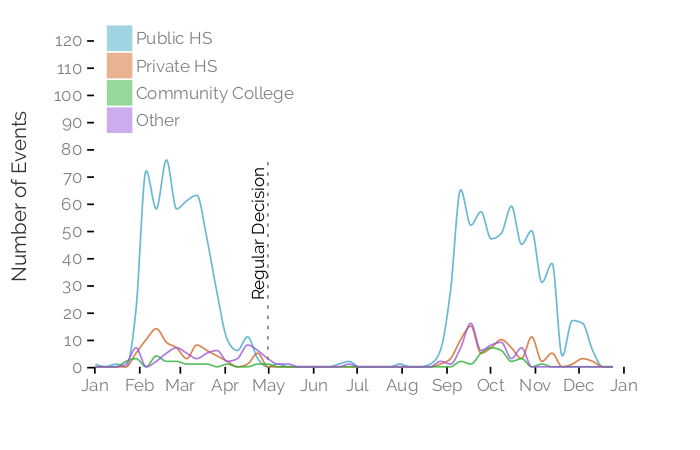 Number of Events
120
110
100
90
80
70
60
50
40
30
20
10
0
Public HS
Private HS
Community College
Other
Regular Decision
Jan Feb Mar Apr May Jun Jul Aug Sep Oct Nov Dec Jan